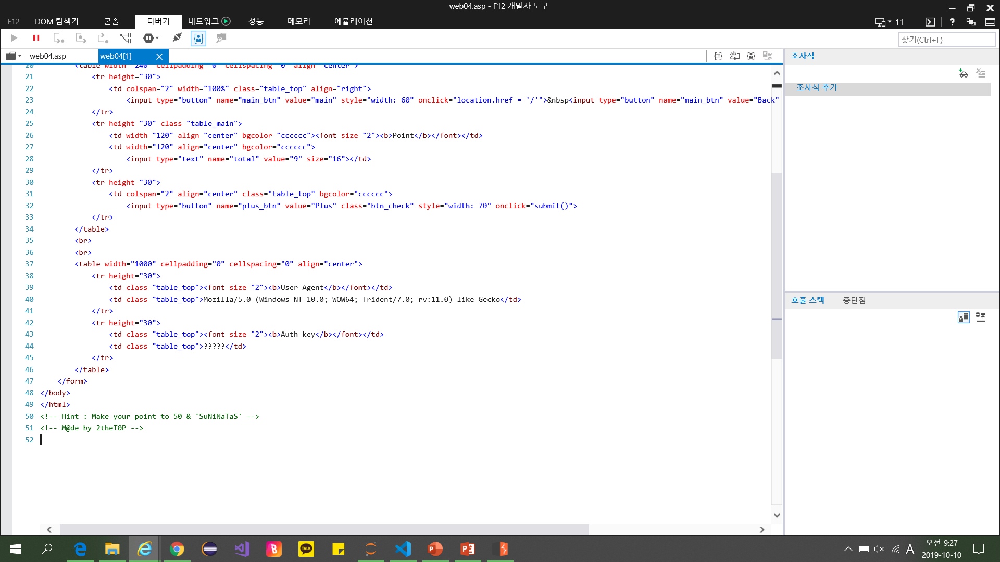 web04.asp - F12 개발자 도구
F12 DOM 탐색기 콘솔 디버거 네트워크 성능 메모리 에뮬레이션 11 ?
찾기(Ctrl+F)
web04.asp web04[1]
조사식
조사식 추가
20 <table width="240" cellpadding="0" cellspacing="0" align="center">
21 <tr height="30">
22 <td colspan="2" width="100%" class="table_top" align="right">
23 <input type="button" name="main_btn" value="main" style="width: 60" onclick="location.href = '/'">&nbsp<input type="button" name="main_btn" value="Back"
24 </tr>
25 <tr height="30" class="table_main">
26 <td width="120" align="center" bgcolor="cccccc"><font size="2"><b>Point</b></font></td>
27 <td width="120" align="center" bgcolor="cccccc">
28 <input type="text" name="total" value="9" size="16"></td>
29 </tr>
30 <tr height="30">
31 <td colspan="2" align="center" class="table_top" bgcolor="cccccc">
32 <input type="button" name="plus_btn" value="Plus" class="btn_check" style="width: 70" onclick="submit()">
33 </tr>
34 </table>
35 <br>
36 <br>
37 <table width="1000" cellpadding="0" cellspacing="0" align="center">
38 <tr height="30">
39 <td class="table_top"><font size="2"><b>User-Agent</b></font></td>
40 <td class="table_top">Mozilla/5.0 (Windows NT 10.0; WOW64; Trident/7.0; rv:11.0) like Gecko</td>
41 </tr>
42 <tr height="30">
43 <td class="table_top"><font size="2"><b>Auth key</b></font></td>
44 <td class="table_top">?????</td>
45 </tr>
46 </table>
47 </form>
48 </body>
49 </html>
50 <!-- Hint : Make your point to 50 & 'SuNiNaTaS' -->
51 <!-- M@de by 2theT0P -->
52
호출 스택 중단점
TALK
A
오전 9:27
2019-10-10